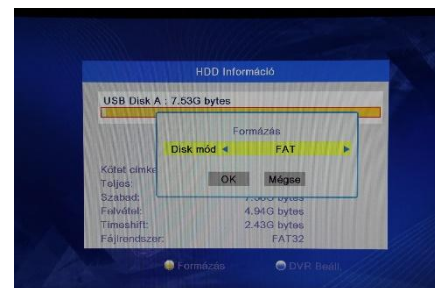 HDD Információ
USB Disk A : 7.53G bytes
Formázás
Disk mód FAT
OK Mégse
Kötet címke
Teljes:
Szabad: bytes
Felvétel: 4.94G bytes
Timeshift: 2.43G bytes
Fájlrendszer: FAT32
Formázás DVR Beáll.